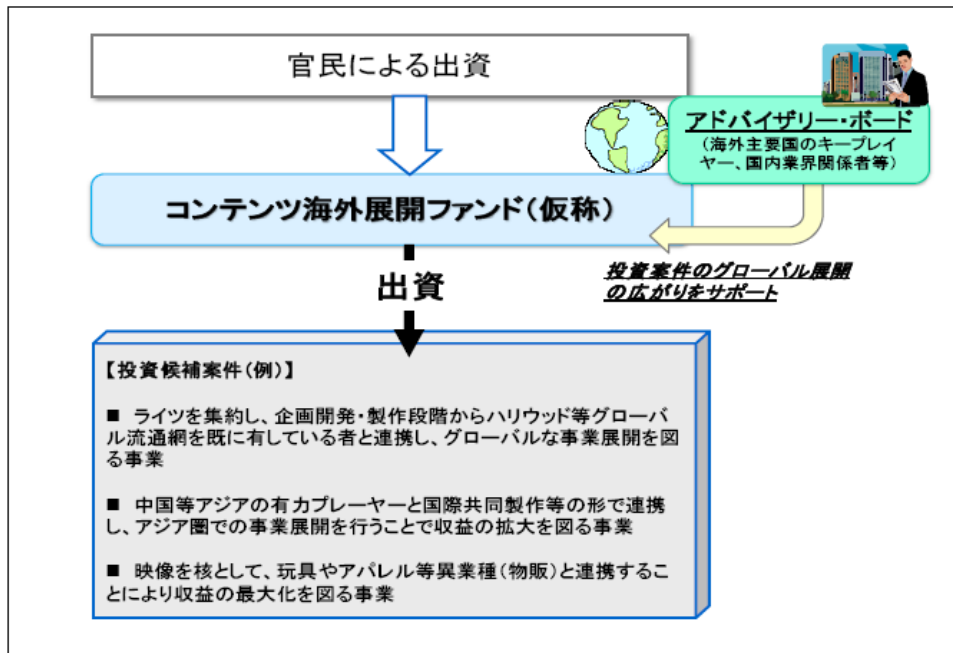 官民による出資
アドバイザリー・ボード
（海外主要国のキープレイ
ヤー、国内業界関係者等）
コンテンツ海外展開ファンド（仮称）
投資案件のグローバル展開
の広がりをサポート
出資
【投資候補案件（例）】
■ ライツを集約し、企画開発・製作段階からハリウッド等グローバ
ル流通網を既に有している者と連携し、グローバルな事業展開を図
る事業
■ 中国等アジアの有力プレーヤーと国際共同製作等の形で連携
し、アジア圏での事業展開を行うことで収益の拡大を図る事業
■ 映像を核として、玩具やアパレル等異業種（物販）と連携するこ
とにより収益の最大化を図る事業